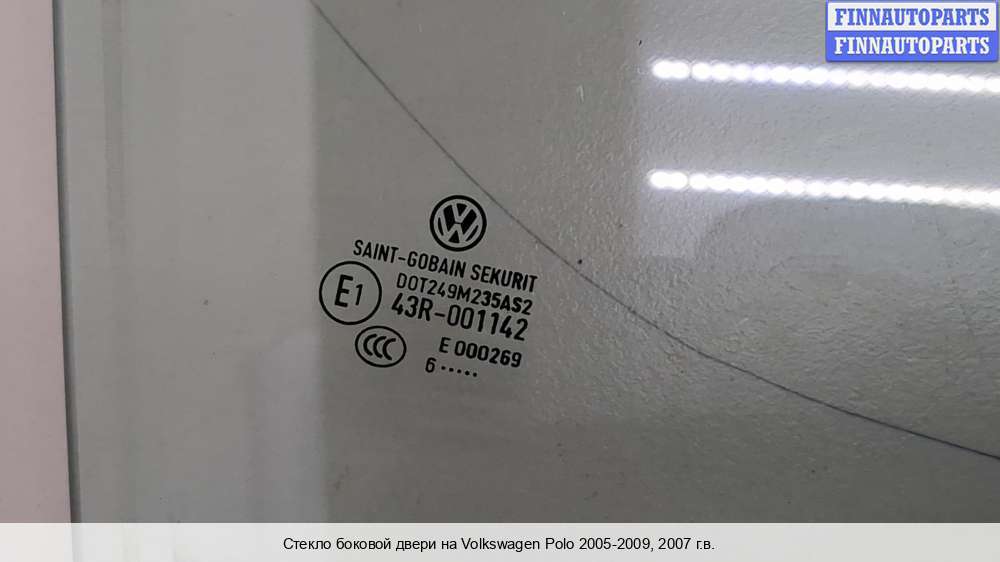 FINNAUTOPARTS
FINNAUTOPARTS
SAINT-GOBAIN SEKURIT
E1
DOT249M235AS2
43R-001142
CCC
E 000269
6 •••••
Стекло боковой двери на Volkswagen Polo 2005-2009, 2007 г.в.